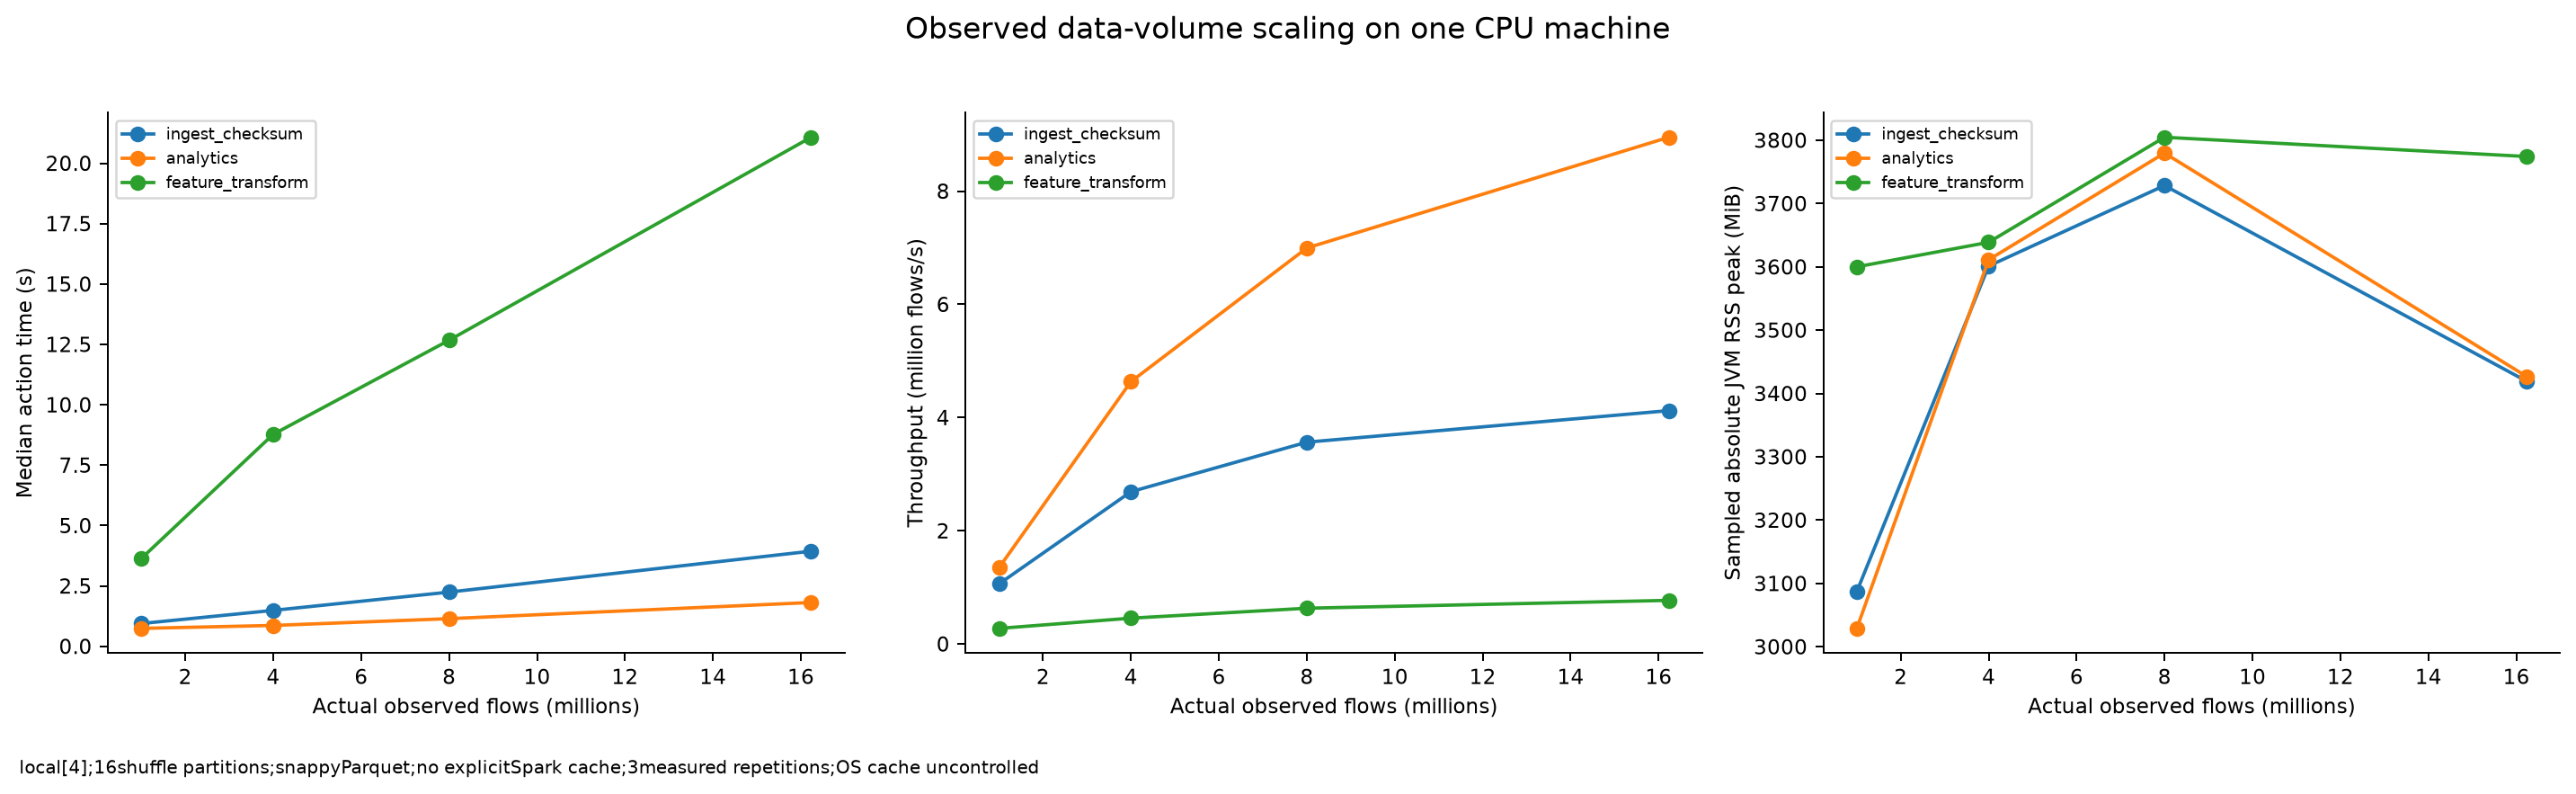 Observed data-volume scaling on one CPU machine
Median action time (s)
20.0
17.5
15.0
12.5
10.0
7.5
5.0
2.5
0.0
ingest_checksum
analytics
feature_transform
2 4 6 8 10 12 14 16
Actual observed flows (millions)
Throughput (million flows/s)
8
6
4
2
0
ingest_checksum
analytics
feature_transform
2 4 6 8 10 12 14 16
Actual observed flows (millions)
Sampled absolute JVM RSS peak (MiB)
3800
3700
3600
3500
3400
3300
3200
3100
3000
ingest_checksum
analytics
feature_transform
2 4 6 8 10 12 14 16
Actual observed flows (millions)
local[4];16shuffle partitions;snappyParquet;no explicitSpark cache;3measured repetitions;OS cache uncontrolled